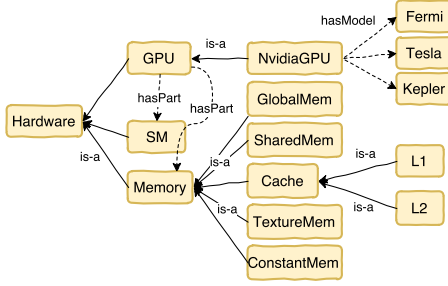 hasModel
Fermi
is-a
GPU
NvidiaGPU
Tesla
hasPart
hasPart
Kepler
GlobalMem
Hardware
SM
SharedMem
is-a
is-a
is-a
L1
Memory
Cache
is-a
is-a
L2
TextureMem
ConstantMem